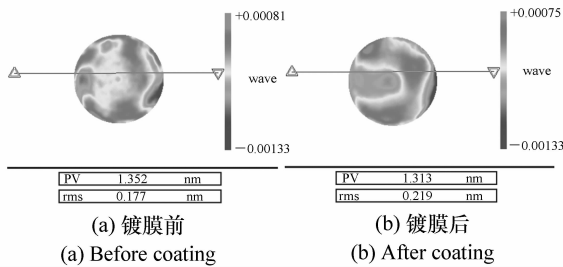 +0.00081
wave
−0.00133
PV 1.352 nm
rms 0.177 nm
(a) 镀膜前
(a) Before coating
+0.00075
wave
−0.00133
PV 1.313 nm
rms 0.219 nm
(b) 镀膜后
(b) After coating